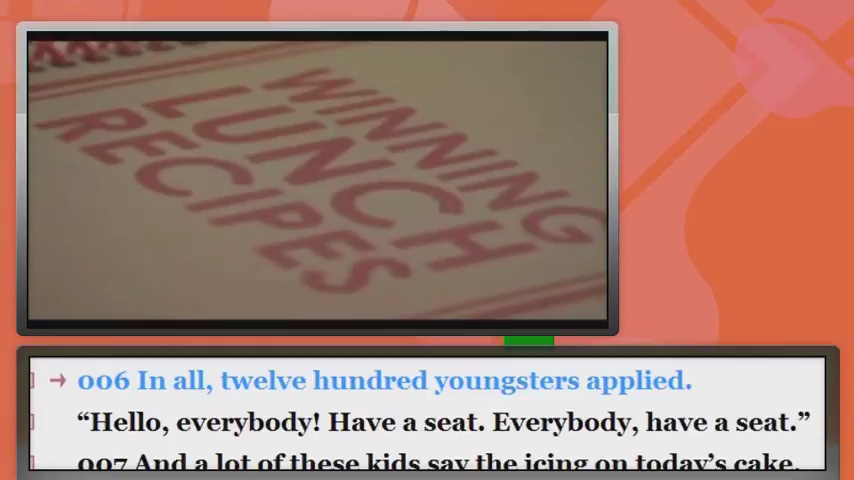 WINNING
LUNCH
RECIPES
→ 006 In all, twelve hundred youngsters applied.
“Hello, everybody! Have a seat. Everybody, have a seat.”
007 And a lot of these kids say the icing on today’s cake,